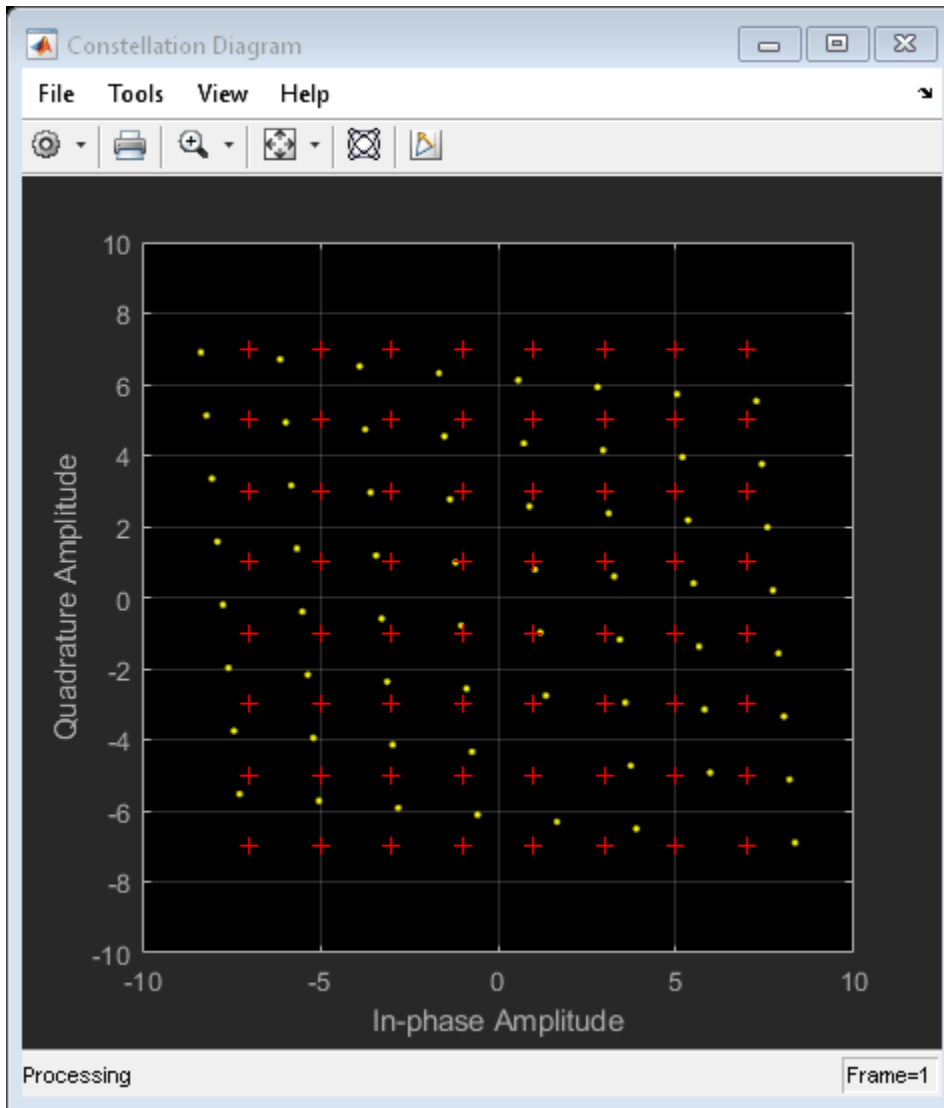 Constellation Diagram
File Tools View Help
10
8
6
4
2
0
-2
-4
-6
-8
-10
Quadrature Amplitude
-10 -5 0 5 10
In-phase Amplitude
Processing Frame=1